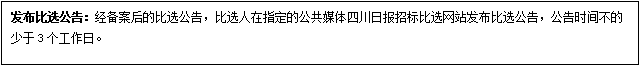 发布比选公告：经备案后的比选公告，比选人在指定的公共媒体四川日报招标比选网站发布比选公告，公告时间不的
少于 3 个工作日。